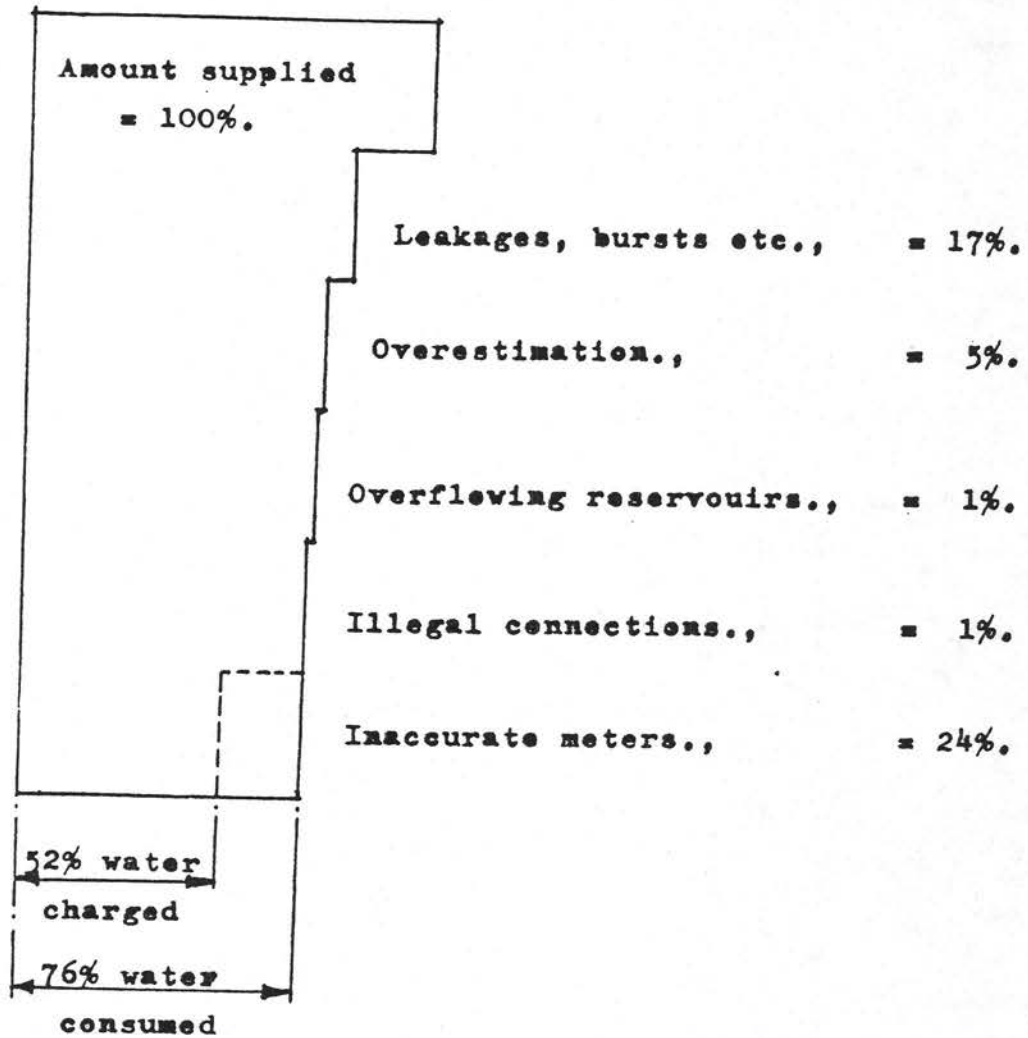 Amount supplied
= 100%.
Leakages, bursts etc., = 17%.
Overestimation., = 5%.
Overflowing reservouirs., = 1%.
Illegal connections., = 1%.
Inaccurate meters., = 24%.
52% water
charged
76% water
consumed